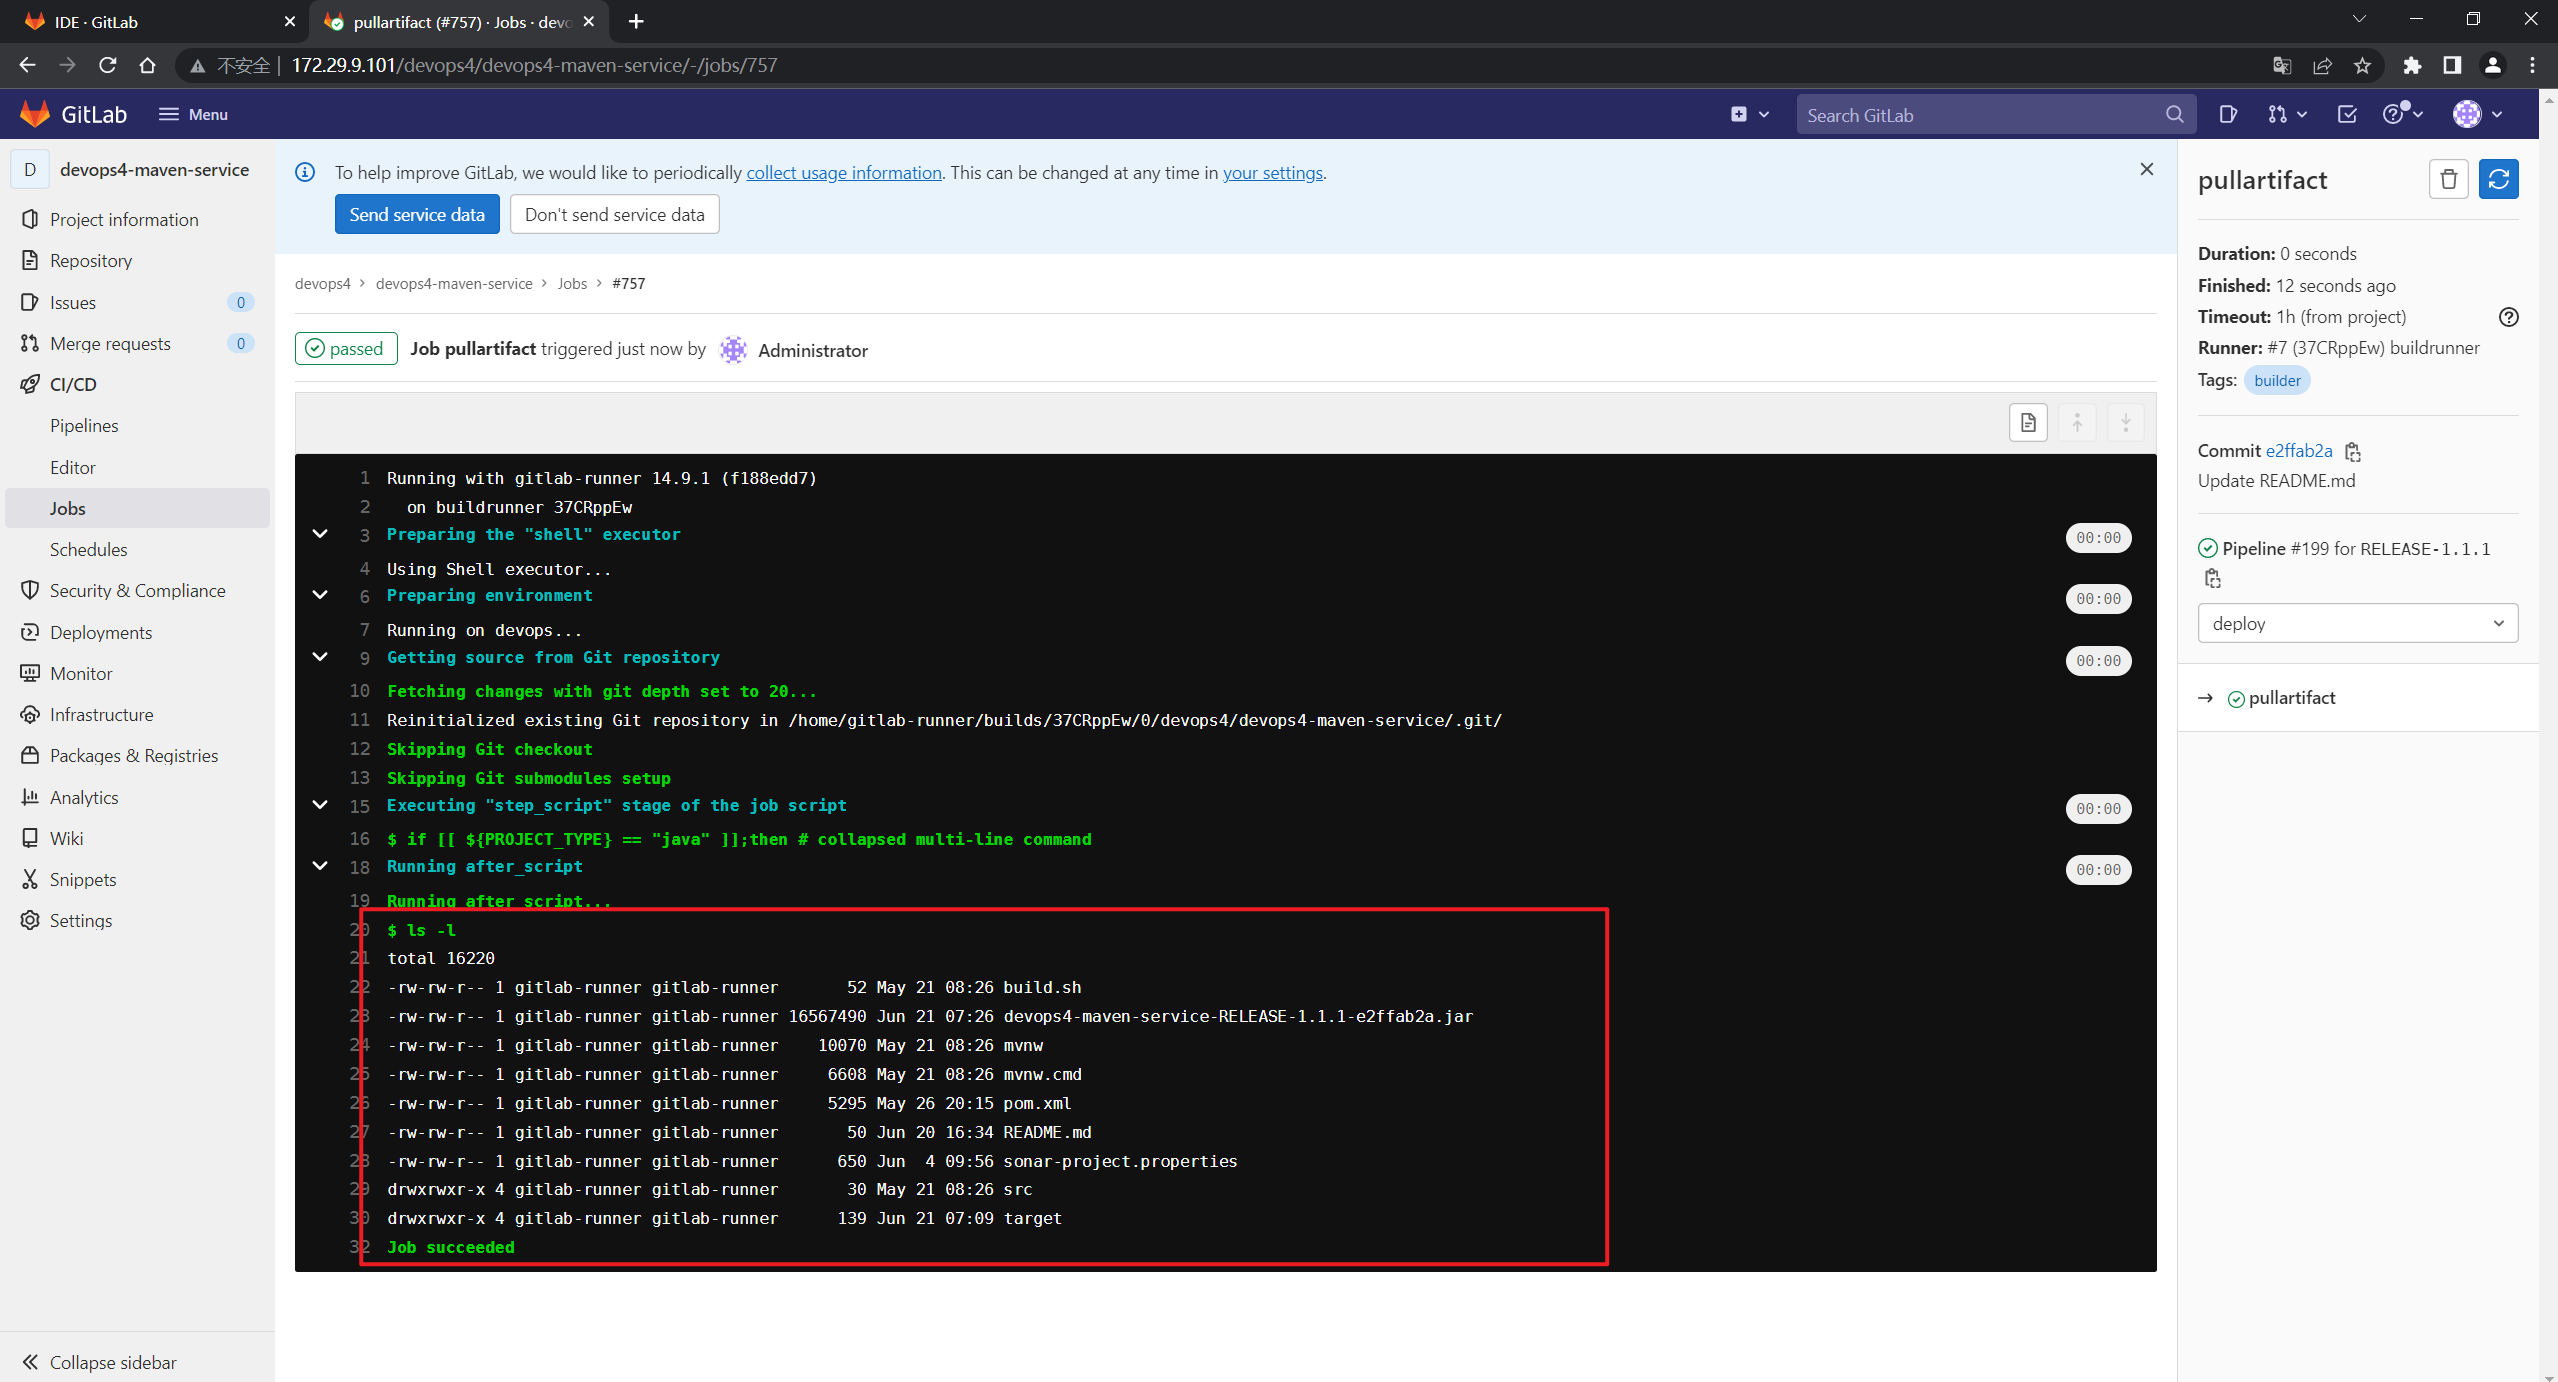 IDE · GitLab
pullartifact (#757) · Jobs · devo
不安全 | 172.29.9.101/devops4/devops4-maven-service/-/jobs/757
GitLab
Menu
Search GitLab
D devops4-maven-service
Project information
Repository
Issues 0
Merge requests 0
CI/CD
Pipelines
Editor
Jobs
Schedules
Security & Compliance
Deployments
Monitor
Infrastructure
Packages & Registries
Analytics
Wiki
Snippets
Settings
Collapse sidebar
To help improve GitLab, we would like to periodically collect usage information. This can be changed at any time in your settings.
Send service data
Don't send service data
devops4 > devops4-maven-service > Jobs > #757
passed Job pullartifact triggered just now by Administrator
1 Running with gitlab-runner 14.9.1 (f188edd7)
2 on buildrunner 37CRppEw
3 Preparing the "shell" executor 00:00
4 Using Shell executor...
6 Preparing environment 00:00
7 Running on devops...
9 Getting source from Git repository 00:00
10 Fetching changes with git depth set to 20...
11 Reinitialized existing Git repository in /home/gitlab-runner/builds/37CRppEw/0/devops4/devops4-maven-service/.git/
12 Skipping Git checkout
13 Skipping Git submodules setup
15 Executing "step_script" stage of the job script 00:00
16 $ if [[ ${PROJECT_TYPE} == "java" ]];then # collapsed multi-line command
18 Running after_script 00:00
19 Running after script...
20 $ ls -l
21 total 16220
22 -rw-rw-r-- 1 gitlab-runner gitlab-runner 52 May 21 08:26 build.sh
23 -rw-rw-r-- 1 gitlab-runner gitlab-runner 16567490 Jun 21 07:26 devops4-maven-service-RELEASE-1.1.1-e2ffab2a.jar
24 -rw-rw-r-- 1 gitlab-runner gitlab-runner 10070 May 21 08:26 mvnw
25 -rw-rw-r-- 1 gitlab-runner gitlab-runner 6608 May 21 08:26 mvnw.cmd
26 -rw-rw-r-- 1 gitlab-runner gitlab-runner 5295 May 26 20:15 pom.xml
27 -rw-rw-r-- 1 gitlab-runner gitlab-runner 50 Jun 20 16:34 README.md
28 -rw-rw-r-- 1 gitlab-runner gitlab-runner 650 Jun 4 09:56 sonar-project.properties
29 drwxrwxr-x 4 gitlab-runner gitlab-runner 30 May 21 08:26 src
30 drwxrwxr-x 4 gitlab-runner gitlab-runner 139 Jun 21 07:09 target
32 Job succeeded
pullartifact
Duration: 0 seconds
Finished: 12 seconds ago
Timeout: 1h (from project)
Runner: #7 (37CRppEw) buildrunner
Tags: builder
Commit e2ffab2a
Update README.md
Pipeline #199 for RELEASE-1.1.1
deploy
→ pullartifact